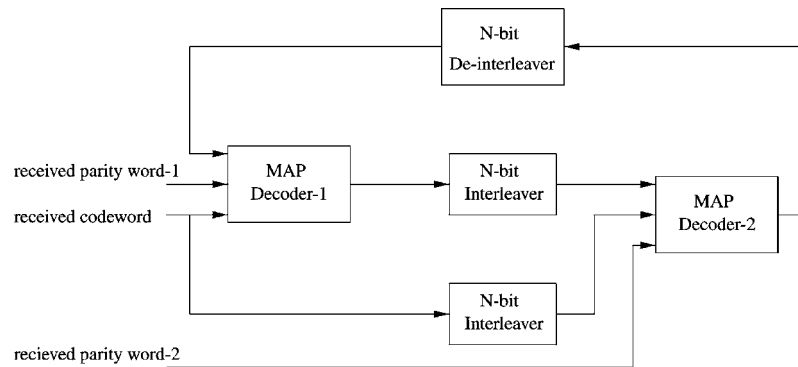 N-bit
De-interleaver
received parity word-1
MAP
Decoder-1
N-bit
Interleaver
received codeword
MAP
Decoder-2
N-bit
Interleaver
recieved parity word-2